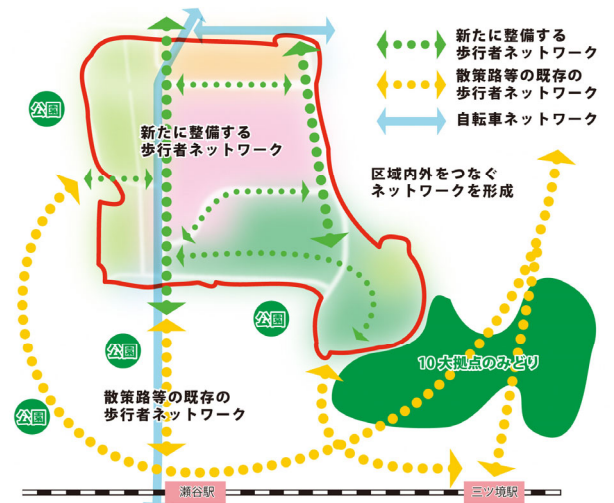 新たに整備する
歩行者ネットワーク
散策路等の既存の
歩行者ネットワーク
自転車ネットワーク
公園
新たに整備する
歩行者ネットワーク
区域内外をつなぐ
ネットワークを形成
公園
公園
10大拠点のみどり
散策路等の既存の
歩行者ネットワーク
公園
瀬谷駅
三ツ境駅